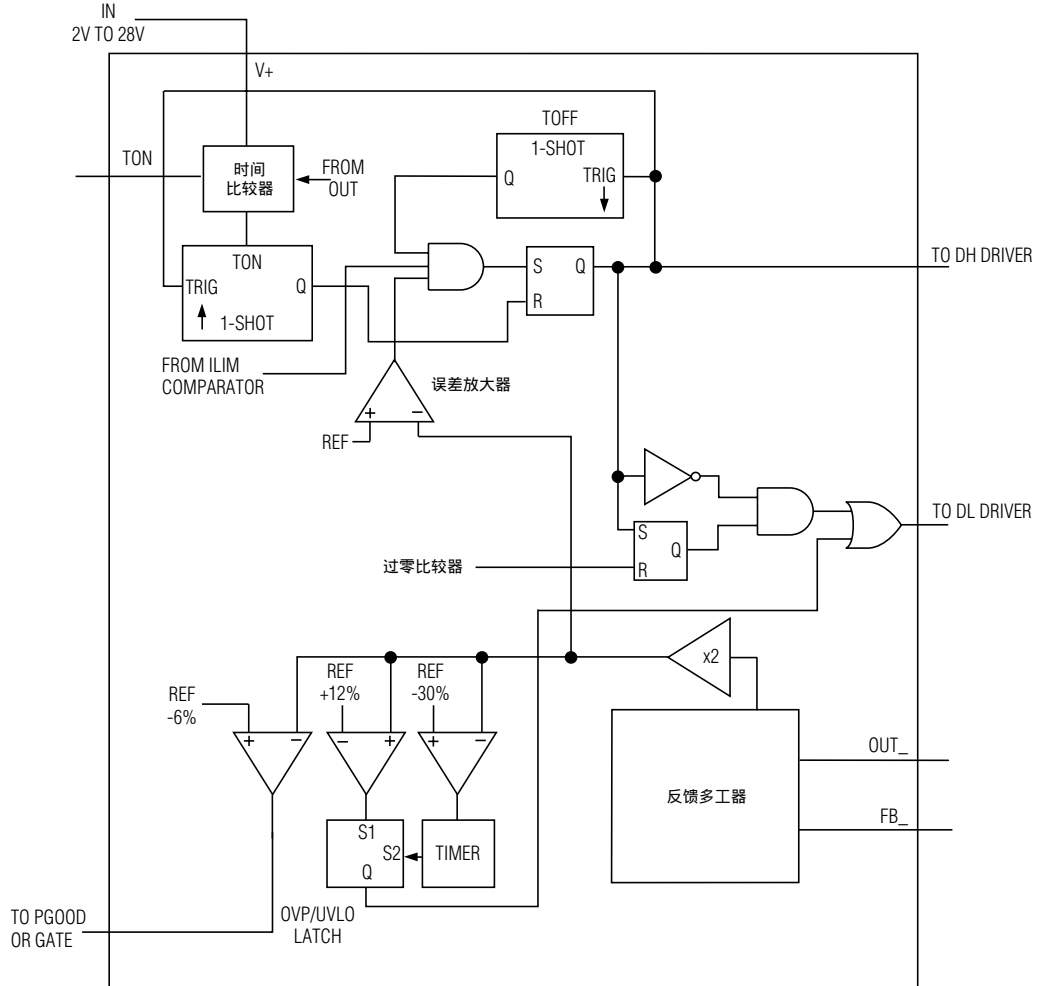 IN
2V TO 28V
V+
TOFF
1-SHOT
Q
TRIG
TON
时间
比较器
FROM
OUT
TON
TRIG
Q
1-SHOT
S
Q
R
TO DH DRIVER
FROM ILIM
COMPARATOR
误差放大器
+
−
REF
TO DL DRIVER
S
Q
R
过零比较器
x2
REF
-6%
REF
+12%
REF
-30%
+
−
−
+
+
−
OUT_
反馈多工器
FB_
S1
S2
Q
TIMER
OVP/UVLO
LATCH
TO PGOOD
OR GATE